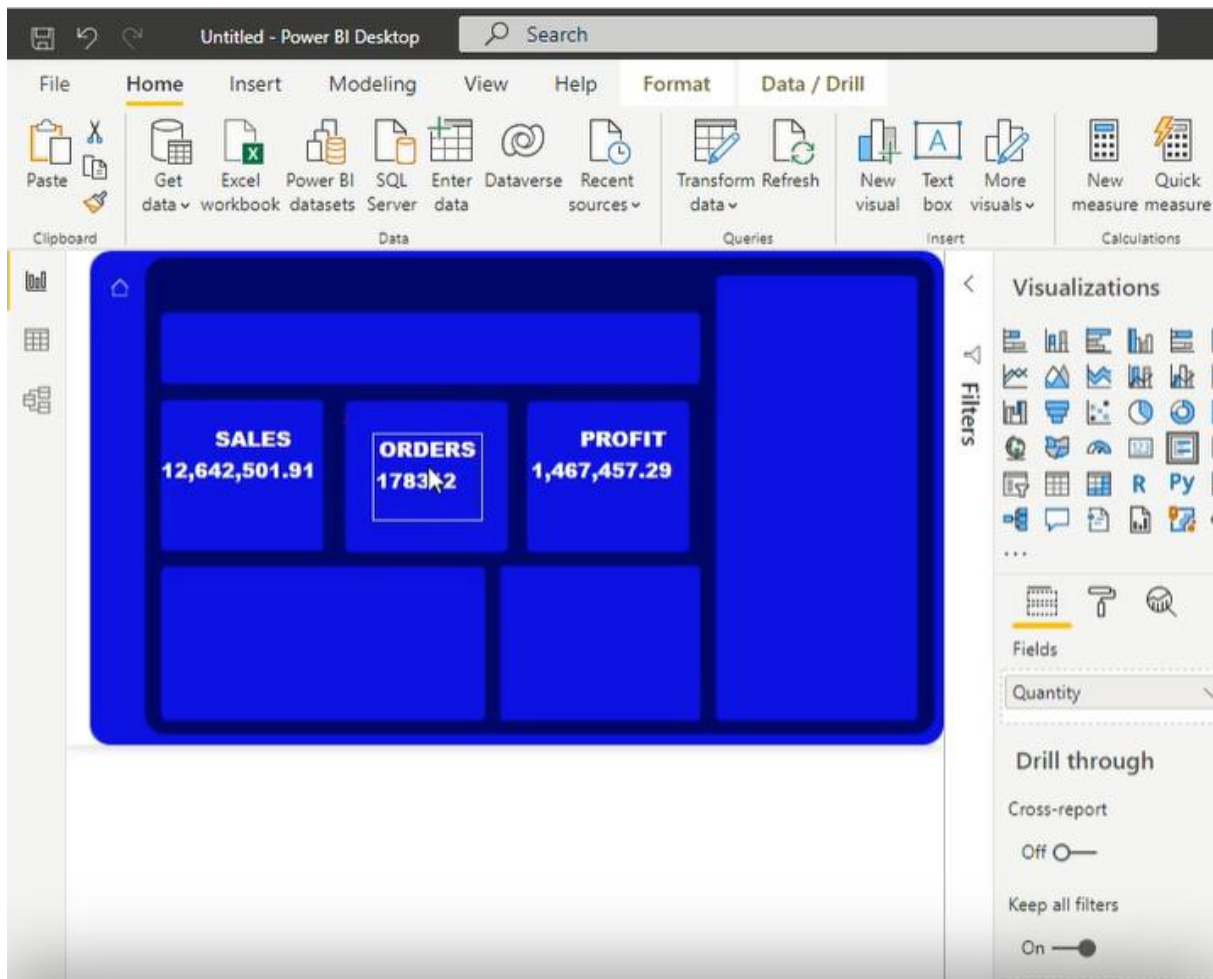 Untitled - Power BI Desktop Search
File Home Insert Modeling View Help Format Data / Drill
Paste
Get data
Excel workbook
Power BI datasets
SQL Server
Enter data
Dataverse
Recent sources
Transform data
Refresh
New visual
Text box
More visuals
New measure
Quick measure
Clipboard Data Queries Insert Calculations
Visualizations
Filters
SALES
12,642,501.91
ORDERS
PROFIT
1,467,457.29
123
R Py
...
Fields
Quantity
Drill through
Cross-report
Off
Keep all filters
On